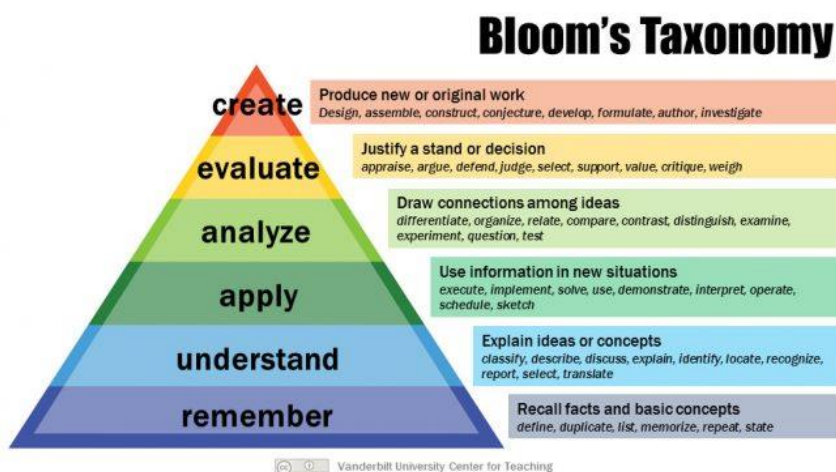 Bloom's Taxonomy
create
Produce new or original work
Design, assemble, construct, conjecture, develop, formulate, author, investigate
evaluate
Justify a stand or decision
appraise, argue, defend, judge, select, support, value, critique, weigh
analyze
Draw connections among ideas
differentiate, organize, relate, compare, contrast, distinguish, examine,
experiment, question, test
apply
Use information in new situations
execute, implement, solve, use, demonstrate, interpret, operate,
schedule, sketch
understand
Explain ideas or concepts
classify, describe, discuss, explain, identify, locate, recognize,
report, select, translate
remember
Recall facts and basic concepts
define, duplicate, list, memorize, repeat, state
cc
Vanderbilt University Center for Teaching